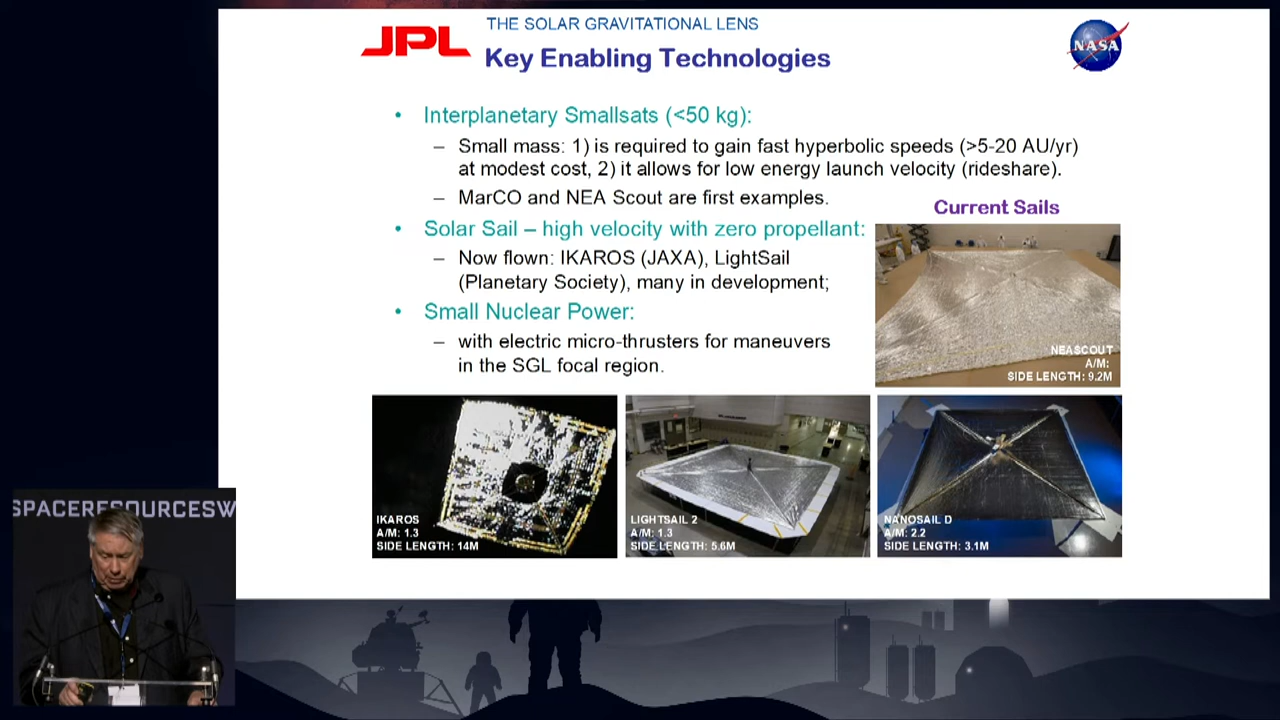 THE SOLAR GRAVITATIONAL LENS
JPL
Key Enabling Technologies
NASA
• Interplanetary Smallsats (<50 kg):
– Small mass: 1) is required to gain fast hyperbolic speeds (>5-20 AU/yr)
at modest cost, 2) it allows for low energy launch velocity (rideshare).
– MarCO and NEA Scout are first examples.
Current Sails
• Solar Sail – high velocity with zero propellant:
– Now flown: IKAROS (JAXA), LightSail
(Planetary Society), many in development;
• Small Nuclear Power:
– with electric micro-thrusters for maneuvers
in the SGL focal region.
NEASCOUT
A/M:
SIDE LENGTH: 9.2M
IKAROS
A/M: 1.3
SIDE LENGTH: 14M
LIGHTSAIL 2
A/M: 1.3
SIDE LENGTH: 5.6M
NANOSAIL D
A/M: 2.2
SIDE LENGTH: 3.1M
SPACERESOURCESW